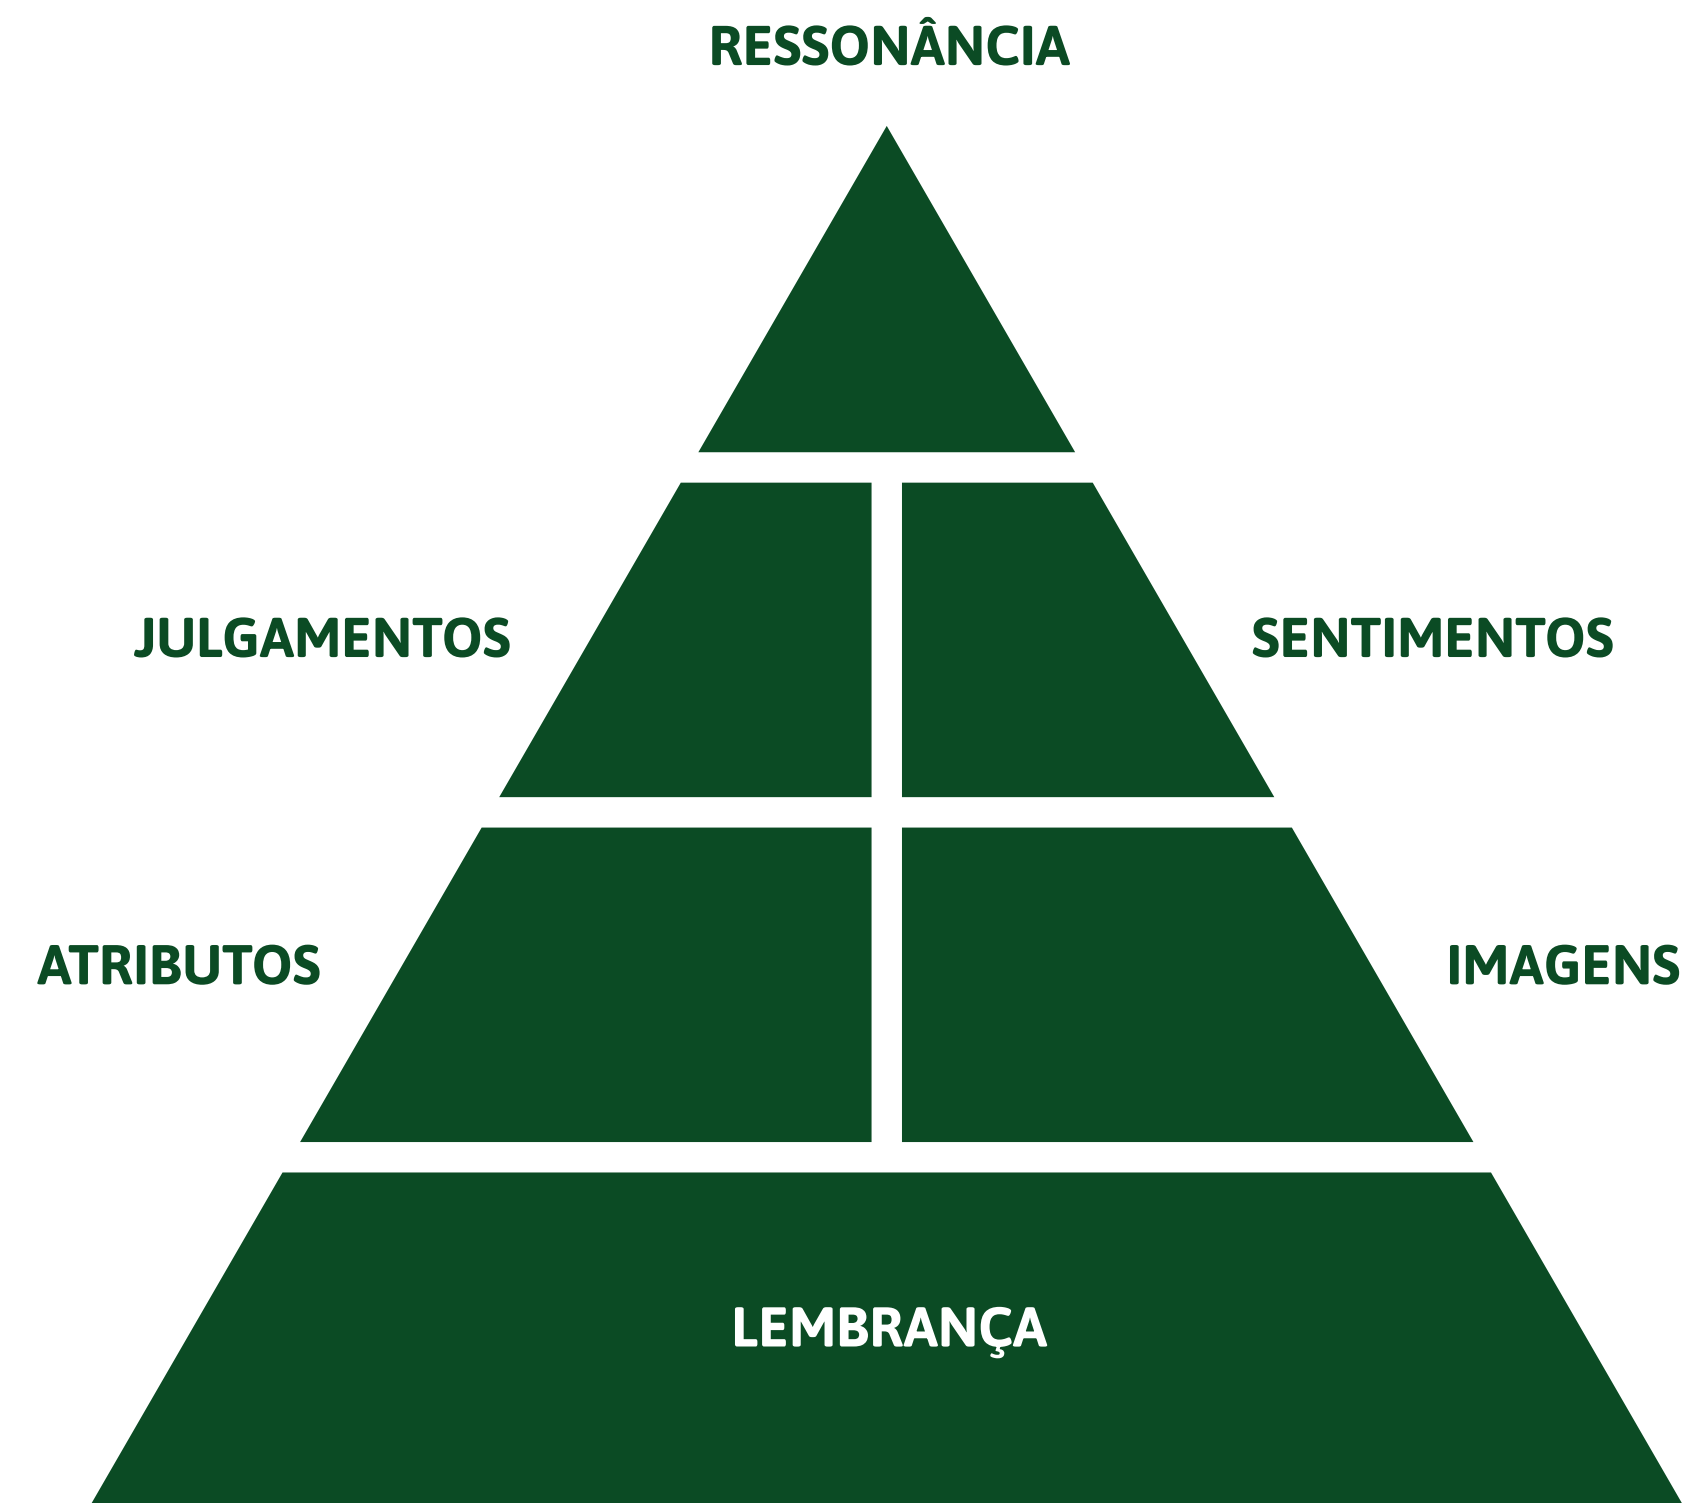 RESSONÂNCIA
JULGAMENTOS
SENTIMENTOS
ATRIBUTOS
IMAGENS
LEMBRANÇA